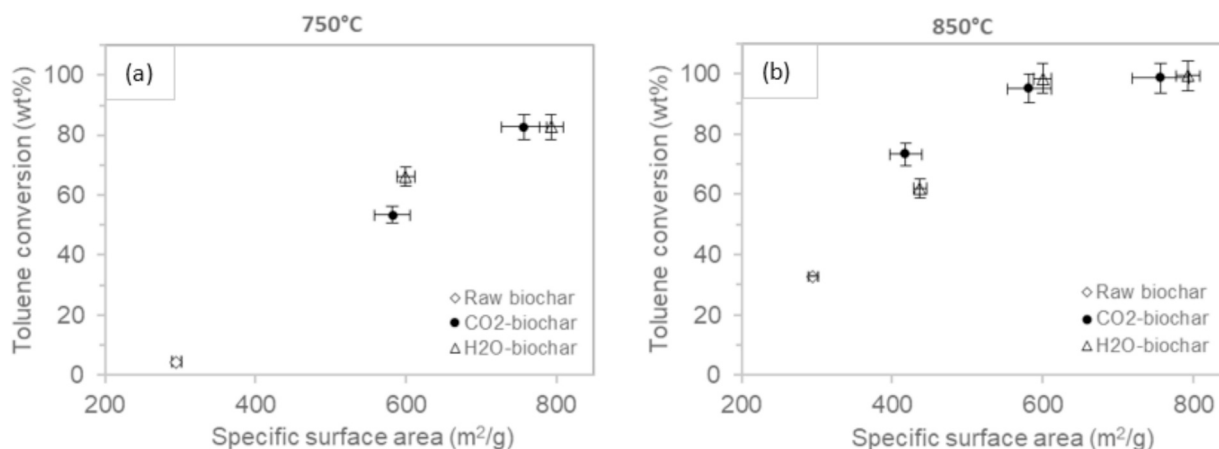 750°C
(a)
Toluene conversion (wt%)
100
80
60
40
20
0
200 400 600 800
Specific surface area (m²/g)
Raw biochar
CO2-biochar
H2O-biochar
850°C
(b)
Toluene conversion (wt%)
100
80
60
40
20
0
200 400 600 800
Specific surface area (m²/g)
Raw biochar
CO2-biochar
H2O-biochar